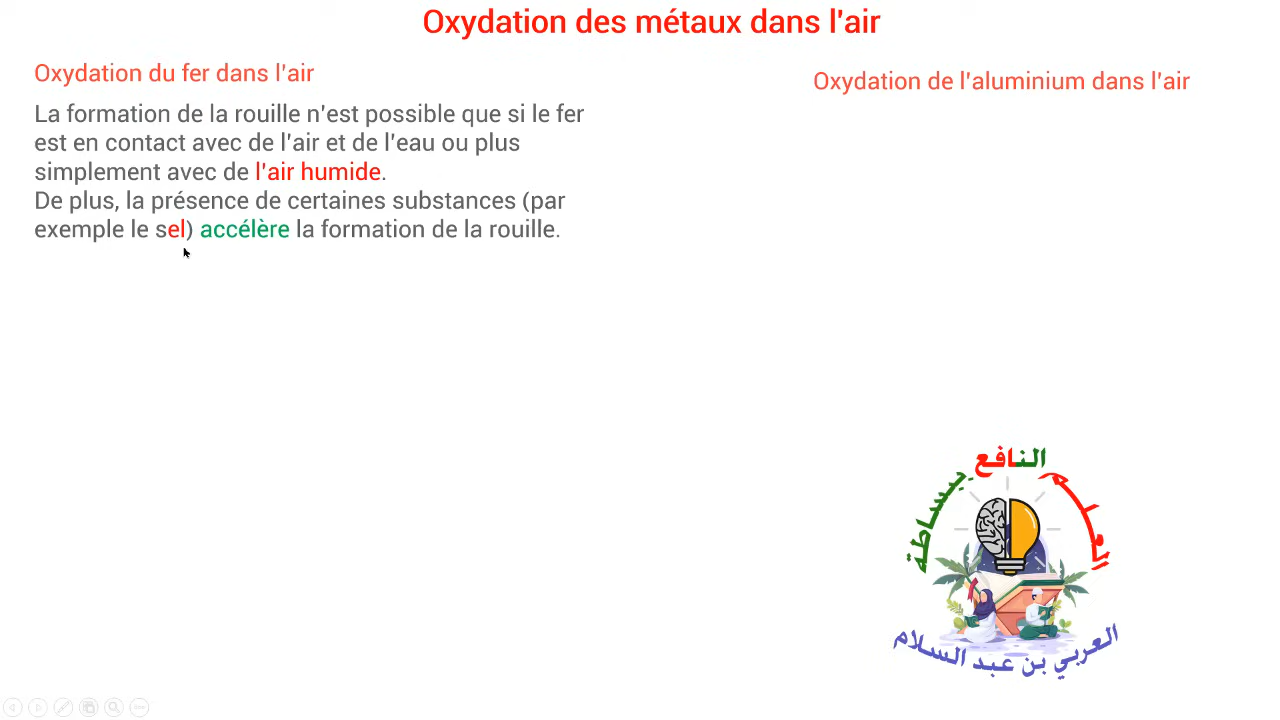 Oxydation des métaux dans l'air
Oxydation du fer dans l'air
La formation de la rouille n'est possible que si le fer
est en contact avec de l'air et de l'eau ou plus
simplement avec de l'air humide.
De plus, la présence de certaines substances (par
exemple le sel) accélère la formation de la rouille.
Oxydation de l'aluminium dans l'air
العلم النافع ببساطة
العربي بن عبد السلام